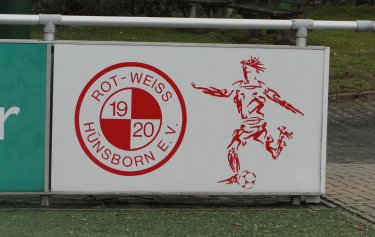 ROT-WEISS
19
20
HÜNSBORN E.V.